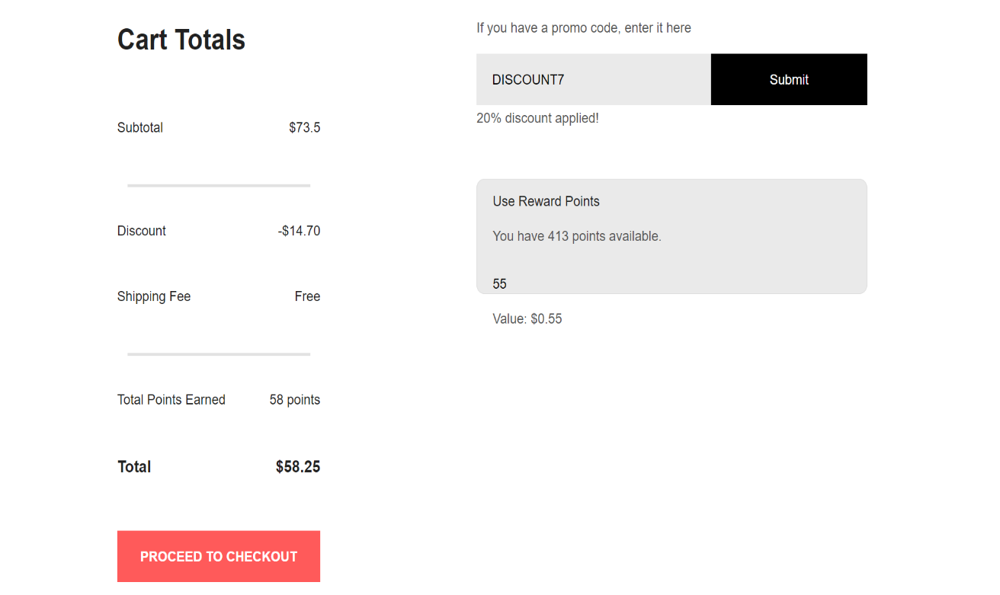 Cart Totals
Subtotal $73.5
Discount -$14.70
Shipping Fee Free
Total Points Earned 58 points
Total $58.25
PROCEED TO CHECKOUT
If you have a promo code, enter it here
DISCOUNT7 Submit
20% discount applied!
Use Reward Points
You have 413 points available.
55
Value: $0.55